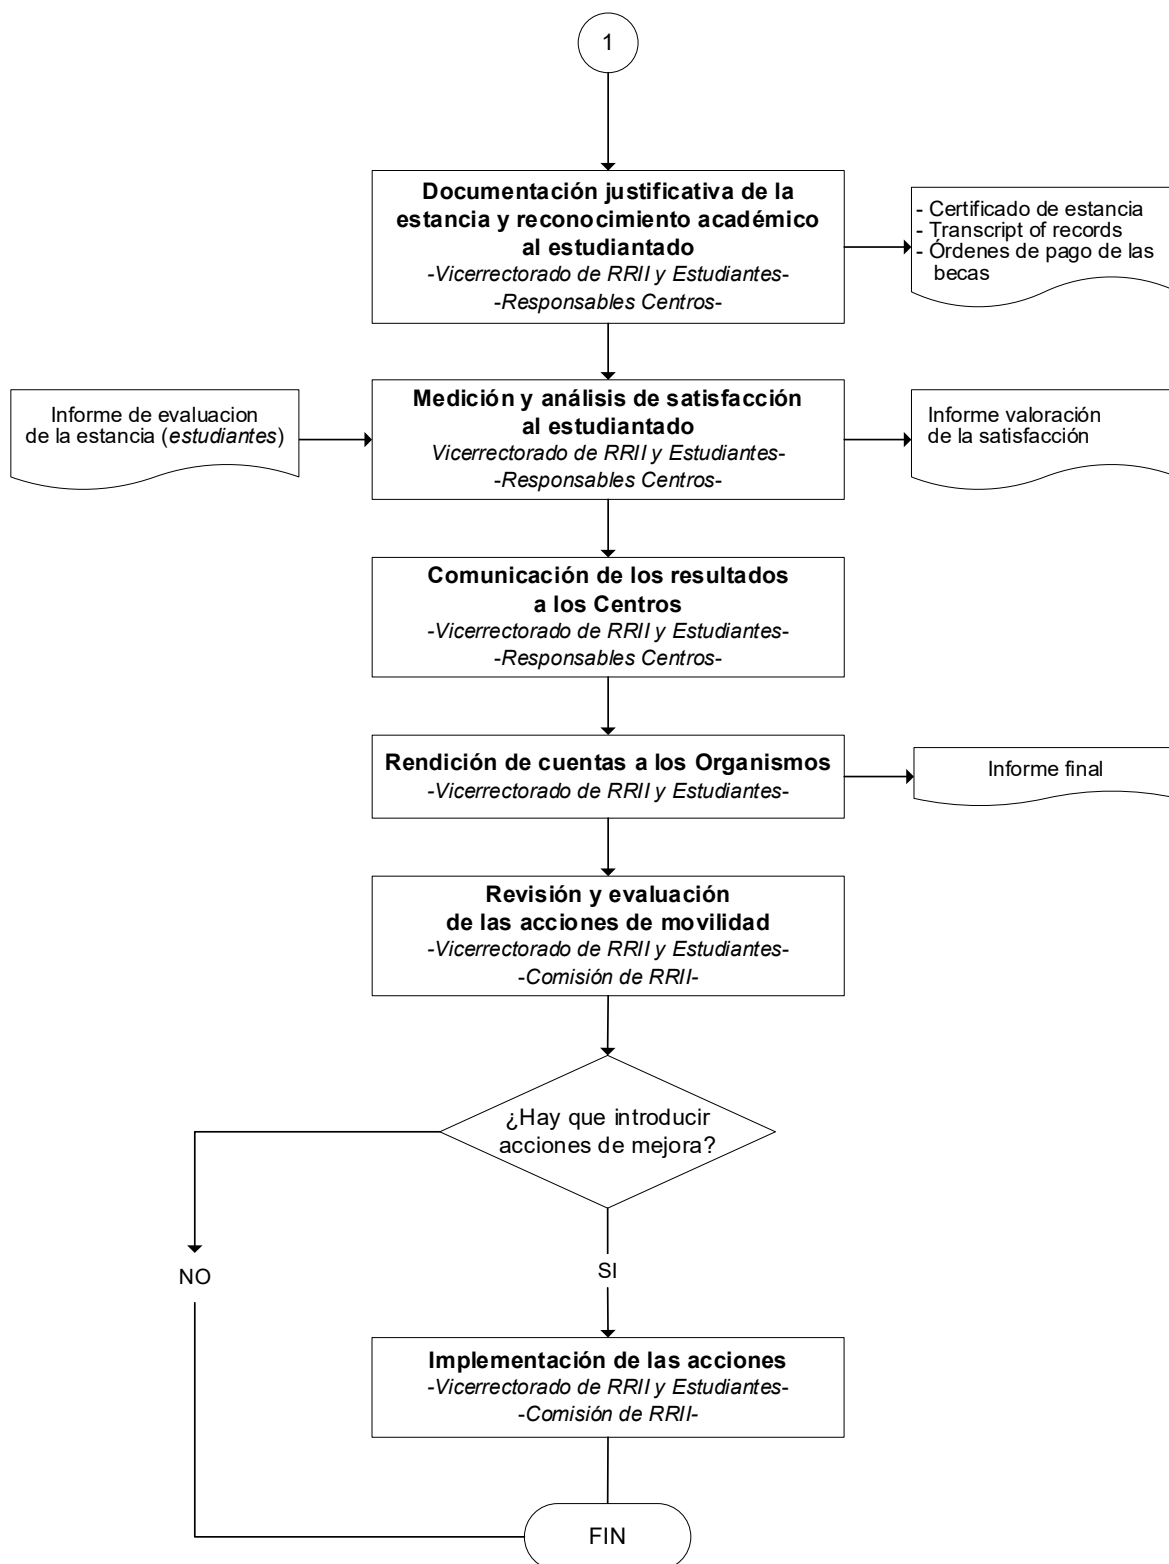 1
Documentación justificativa de la
estancia y reconocimiento académico
al estudiantado
-Vicerrectorado de RRII y Estudiantes-
-Responsables Centros-
- Certificado de estancia
- Transcript of records
- Órdenes de pago de las
becas
Informe de evaluacion
de la estancia (estudiantes)
Medición y análisis de satisfacción
al estudiantado
Vicerrectorado de RRII y Estudiantes-
-Responsables Centros-
Informe valoración
de la satisfacción
Comunicación de los resultados
a los Centros
-Vicerrectorado de RRII y Estudiantes-
-Responsables Centros-
Rendición de cuentas a los Organismos
-Vicerrectorado de RRII y Estudiantes-
Informe final
Revisión y evaluación
de las acciones de movilidad
-Vicerrectorado de RRII y Estudiantes-
-Comisión de RRII-
¿Hay que introducir
acciones de mejora?
NO
SI
Implementación de las acciones
-Vicerrectorado de RRII y Estudiantes-
-Comisión de RRII-
FIN